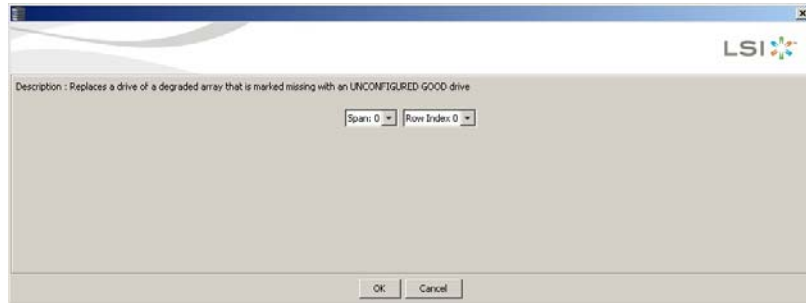 LSI
Description : Replaces a drive of a degraded array that is marked missing with an UNCONFIGURED GOOD drive
Span: 0 Row Index 0
OK Cancel